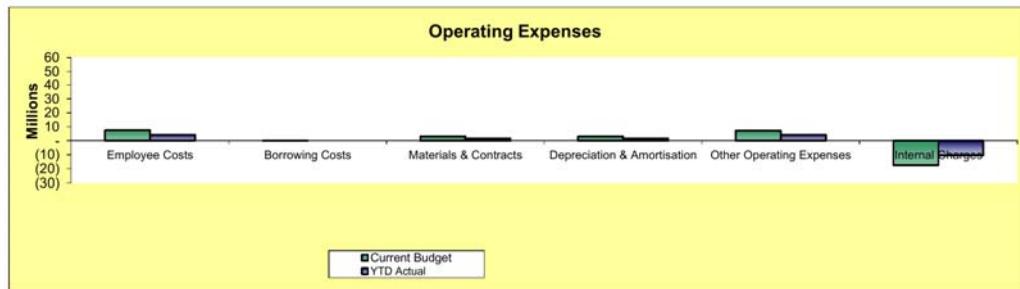 Operating Expenses
Millions
60
50
40
30
20
10
-
(10)
(20)
(30)
Employee Costs
Borrowing Costs
Materials & Contracts
Depreciation & Amortisation
Other Operating Expenses
Internal Charges
Current Budget
YTD Actual